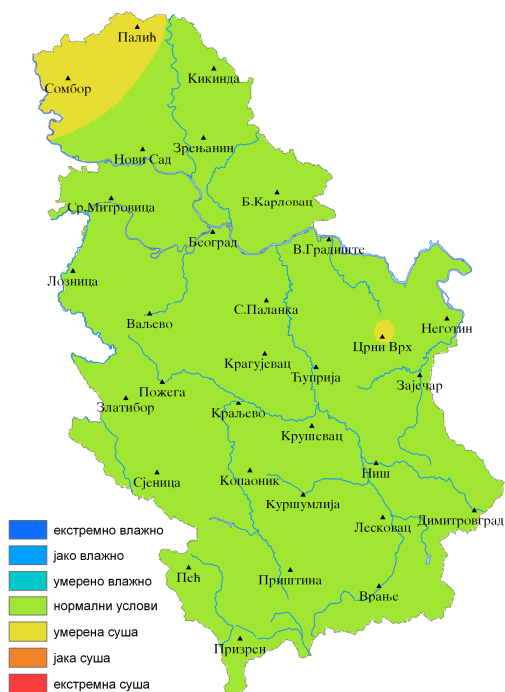 Палић
Кикинда
Сомбор
Зрењанин
Нови Сад
Ср.Митровица
Б.Карловац
Београд
В.Градиште
Лозница
С.Паланка
Ваљево
Неготин
Црни Врх
Крагујевац
Ћуприја
Зајечар
Пожега
Златибор
Краљево
Крушевац
Ниш
Сјеница
Копаоник
Куршумлија
Лесковац
Димитровград
Пећ
Приштина
Врање
Призрен
екстремно влажно
јако влажно
умерено влажно
нормални услови
умерена суша
јака суша
екстремна суша